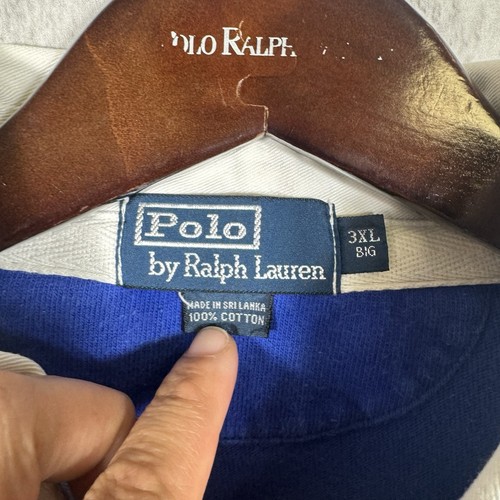 OLO RALPH
Polo
by Ralph Lauren
3XL
BIG
MADE IN SRI LANKA
100% COTTON